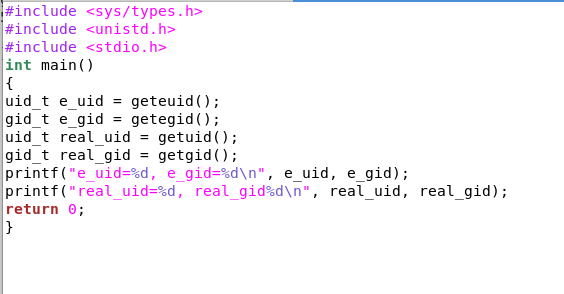 #include <sys/types.h>
#include <unistd.h>
#include <stdio.h>
int main()
{
uid_t e_uid = geteuid();
gid_t e_gid = getegid();
uid_t real_uid = getuid();
gid_t real_gid = getgid();
printf("e_uid=%d, e_gid=%d\n", e_uid, e_gid);
printf("real_uid=%d, real_gid%d\n", real_uid, real_gid);
return 0;
}